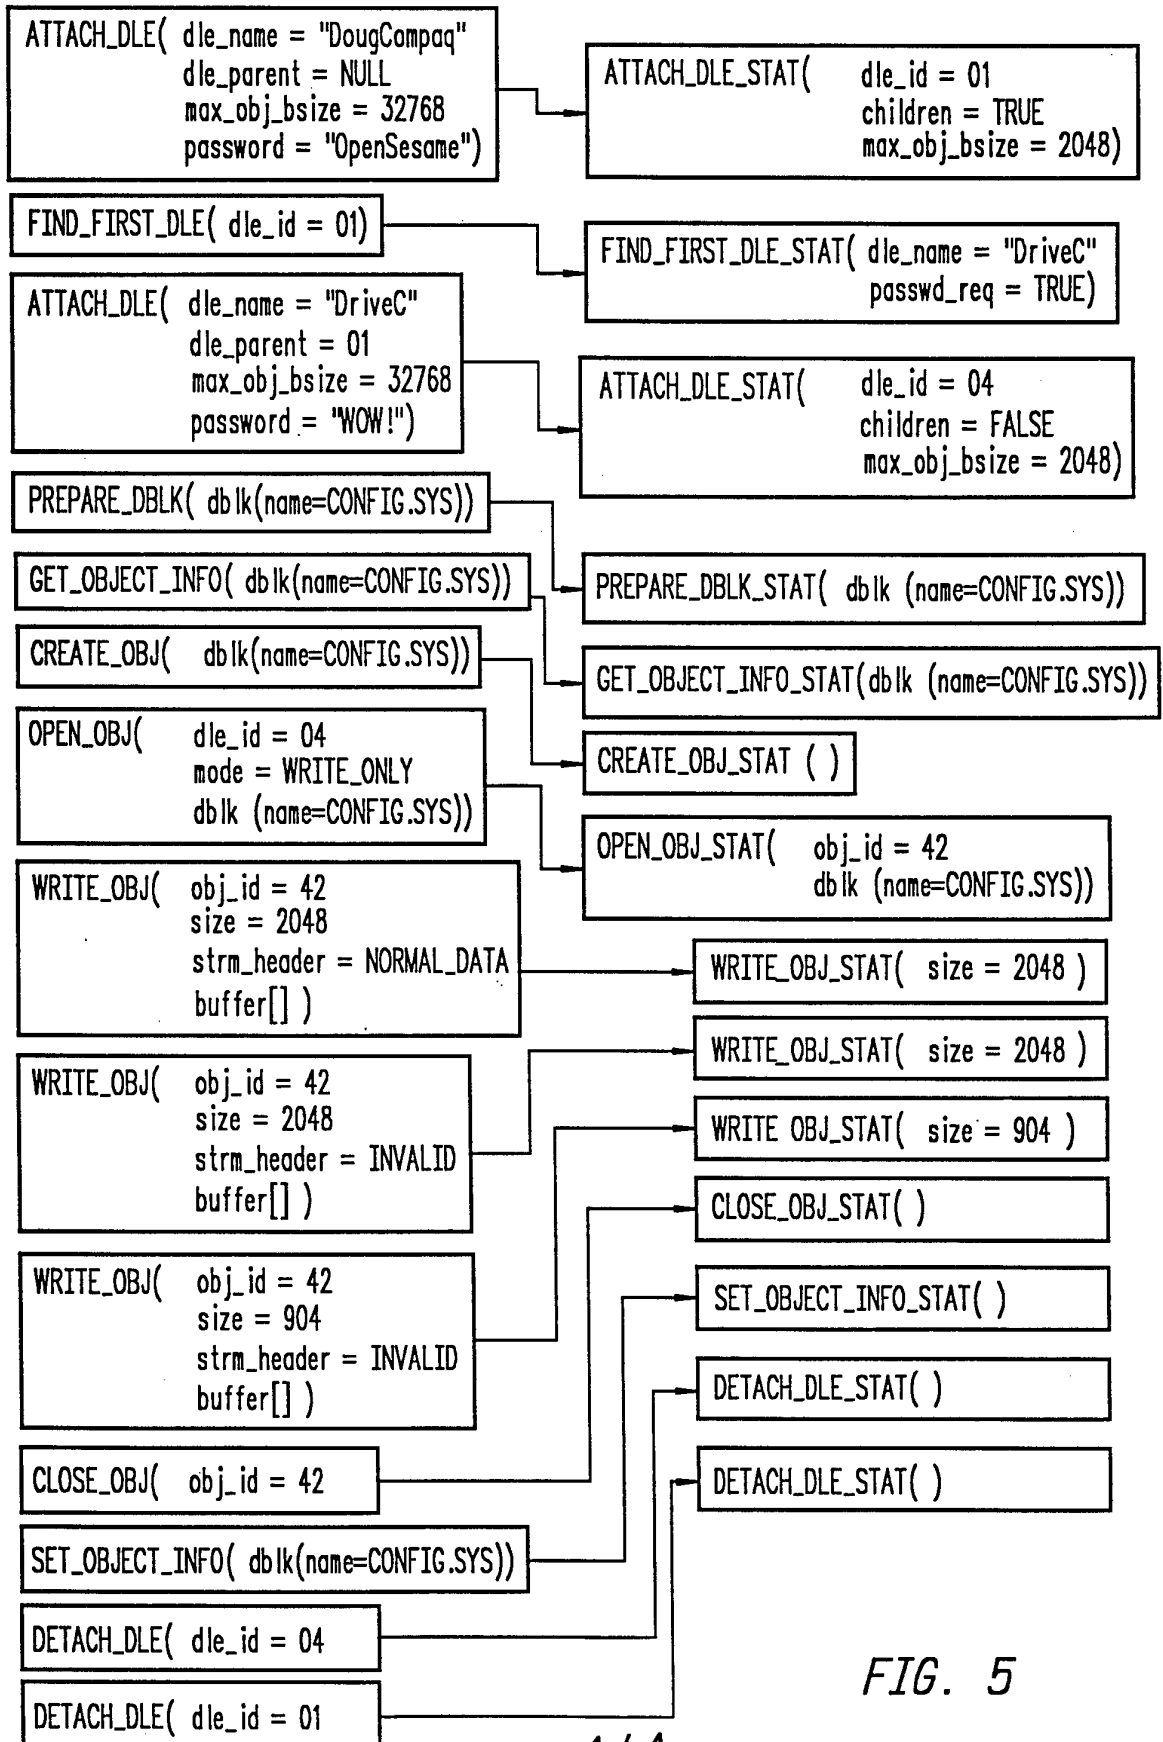 ATTACH_DLE( dle_name = "DougCompaq"
dle_parent = NULL
max_obj_bsize = 32768
password = "OpenSesame")
ATTACH_DLE_STAT( dle_id = 01
children = TRUE
max_obj_bsize = 2048)
FIND_FIRST_DLE( dle_id = 01)
FIND_FIRST_DLE_STAT( dle_name = "DriveC"
passwd_req = TRUE)
ATTACH_DLE( dle_name = "DriveC"
dle_parent = 01
max_obj_bsize = 32768
password = "WOW!")
ATTACH_DLE_STAT( dle_id = 04
children = FALSE
max_obj_bsize = 2048)
PREPARE_DBLK( dblk(name=CONFIG.SYS))
PREPARE_DBLK_STAT( dblk (name=CONFIG.SYS))
GET_OBJECT_INFO( dblk(name=CONFIG.SYS))
GET_OBJECT_INFO_STAT(dblk (name=CONFIG.SYS))
CREATE_OBJ( dblk(name=CONFIG.SYS))
CREATE_OBJ_STAT ( )
OPEN_OBJ( dle_id = 04
mode = WRITE_ONLY
dblk (name=CONFIG.SYS))
OPEN_OBJ_STAT( obj_id = 42
dblk (name=CONFIG.SYS))
WRITE_OBJ( obj_id = 42
size = 2048
strm_header = NORMAL_DATA
buffer[] )
WRITE_OBJ_STAT( size = 2048 )
WRITE_OBJ( obj_id = 42
size = 2048
strm_header = INVALID
buffer[] )
WRITE_OBJ_STAT( size = 2048 )
WRITE_OBJ( obj_id = 42
size = 904
strm_header = INVALID
buffer[] )
WRITE OBJ_STAT( size = 904 )
CLOSE_OBJ( obj_id = 42
CLOSE_OBJ_STAT( )
SET_OBJECT_INFO( dblk(name=CONFIG.SYS))
SET_OBJECT_INFO_STAT( )
DETACH_DLE( dle_id = 04
DETACH_DLE_STAT( )
DETACH_DLE( dle_id = 01
DETACH_DLE_STAT( )
FIG. 5